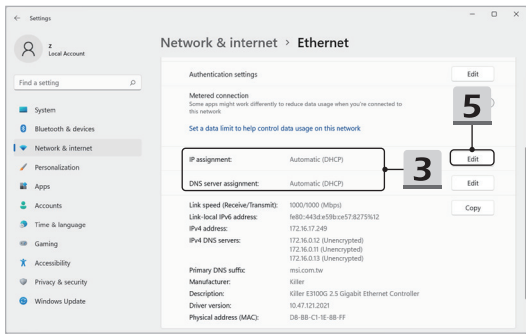 Settings
z
Local Account
Find a setting
System
Bluetooth & devices
Network & internet
Personalization
Apps
Accounts
Time & language
Gaming
Accessibility
Privacy & security
Windows Update
Network & internet > Ethernet
Authentication settings
Edit
Metered connection
Some apps might work differently to reduce data usage when you're connected to
this network
5
Set a data limit to help control data usage on this network
IP assignment: Automatic (DHCP)
Edit
3
DNS server assignment: Automatic (DHCP)
Edit
Link speed (Receive/Transmit): 1000/1000 (Mbps)
Copy
Link-local IPv6 address: fe80::443d:e59b:ce57:8275%12
IPv4 address: 172.16.17.249
IPv4 DNS servers: 172.16.0.12 (Unencrypted)
172.16.0.11 (Unencrypted)
172.16.0.13 (Unencrypted)
Primary DNS suffix: msi.com.tw
Manufacturer: Killer
Description: Killer E3100G 2.5 Gigabit Ethernet Controller
Driver version: 10.47.121.2021
Physical address (MAC): D8-BB-C1-1E-8B-FF